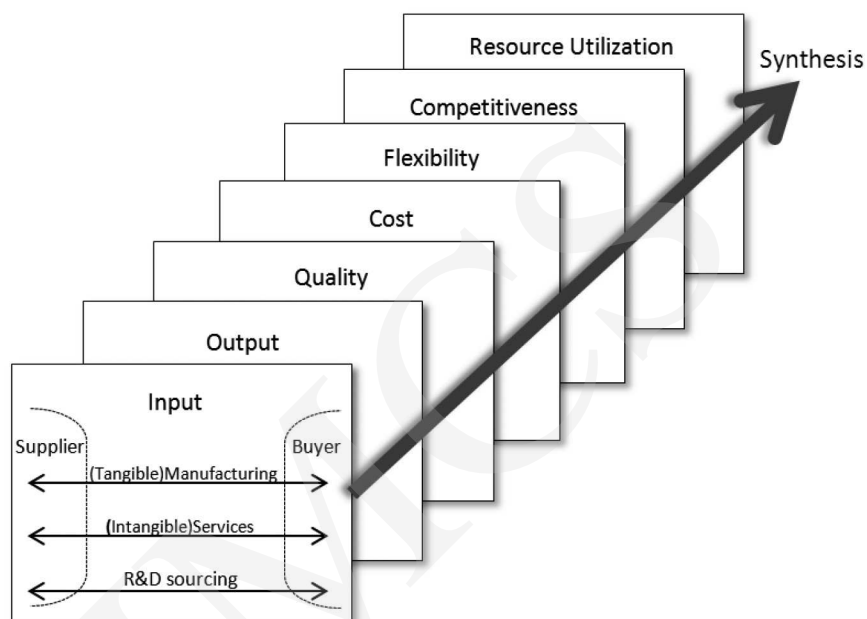 Resource Utilization
Synthesis
Competitiveness
Flexibility
Cost
Quality
Output
Input
Supplier
Buyer
(Tangible)Manufacturing
(Intangible)Services
R&D sourcing